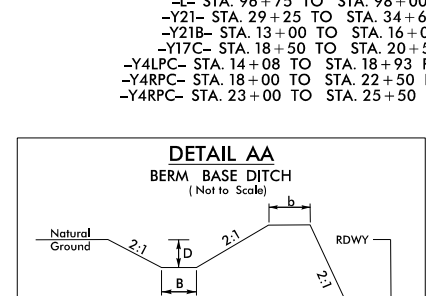 -L- STA. 96+75 TO STA. 98+00
-Y21- STA. 29+25 TO STA. 34+6
-Y21B- STA. 13+00 TO STA. 16+0
-Y17C- STA. 18+50 TO STA. 20+5
-Y4LPC- STA. 14+08 TO STA. 18+93
-Y4RPC- STA. 18+00 TO STA. 22+50
-Y4RPC- STA. 23+00 TO STA. 25+50
DETAIL AA
BERM BASE DITCH
( Not to Scale)
b
Natural
Ground
2:1
D
2:1
RDWY
2:1
B